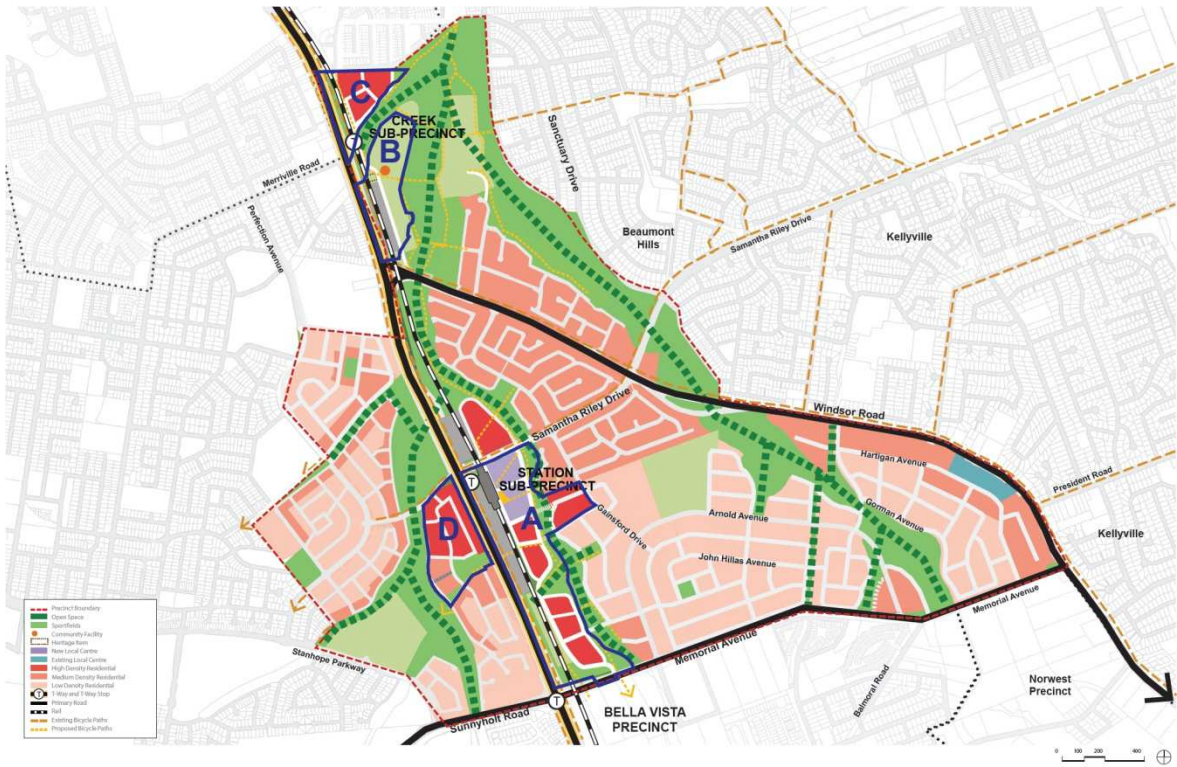 C
CREEK
SUB-PRECINCT
B
T
Merriville Road
Perfection Avenue
Sanctuary Drive
Beaumont
Hills
Samantha Riley Drive
Kellyville
Samantha Riley Drive
Windsor Road
Hartigan Avenue
President Road
T
STATION
SUB-PRECINCT
A
D
Gainsford Drive
Arnold Avenue
Gorman Avenue
Kellyville
John Hillas Avenue
Memorial Avenue
Memorial Avenue
Stanhope Parkway
Sunnyholt Road
T
BELLA VISTA
PRECINCT
Balmoral Road
Norwest
Precinct
Precinct Boundary
Open Space
Sportfields
Community Facility
Heritage Item
New Local Centre
Existing Local Centre
High Density Residential
Medium Density Residential
Low Density Residential
T T-Way and T-Way Stop
Primary Road
Rail
Existing Bicycle Paths
Proposed Bicycle Paths
0 100 200 400